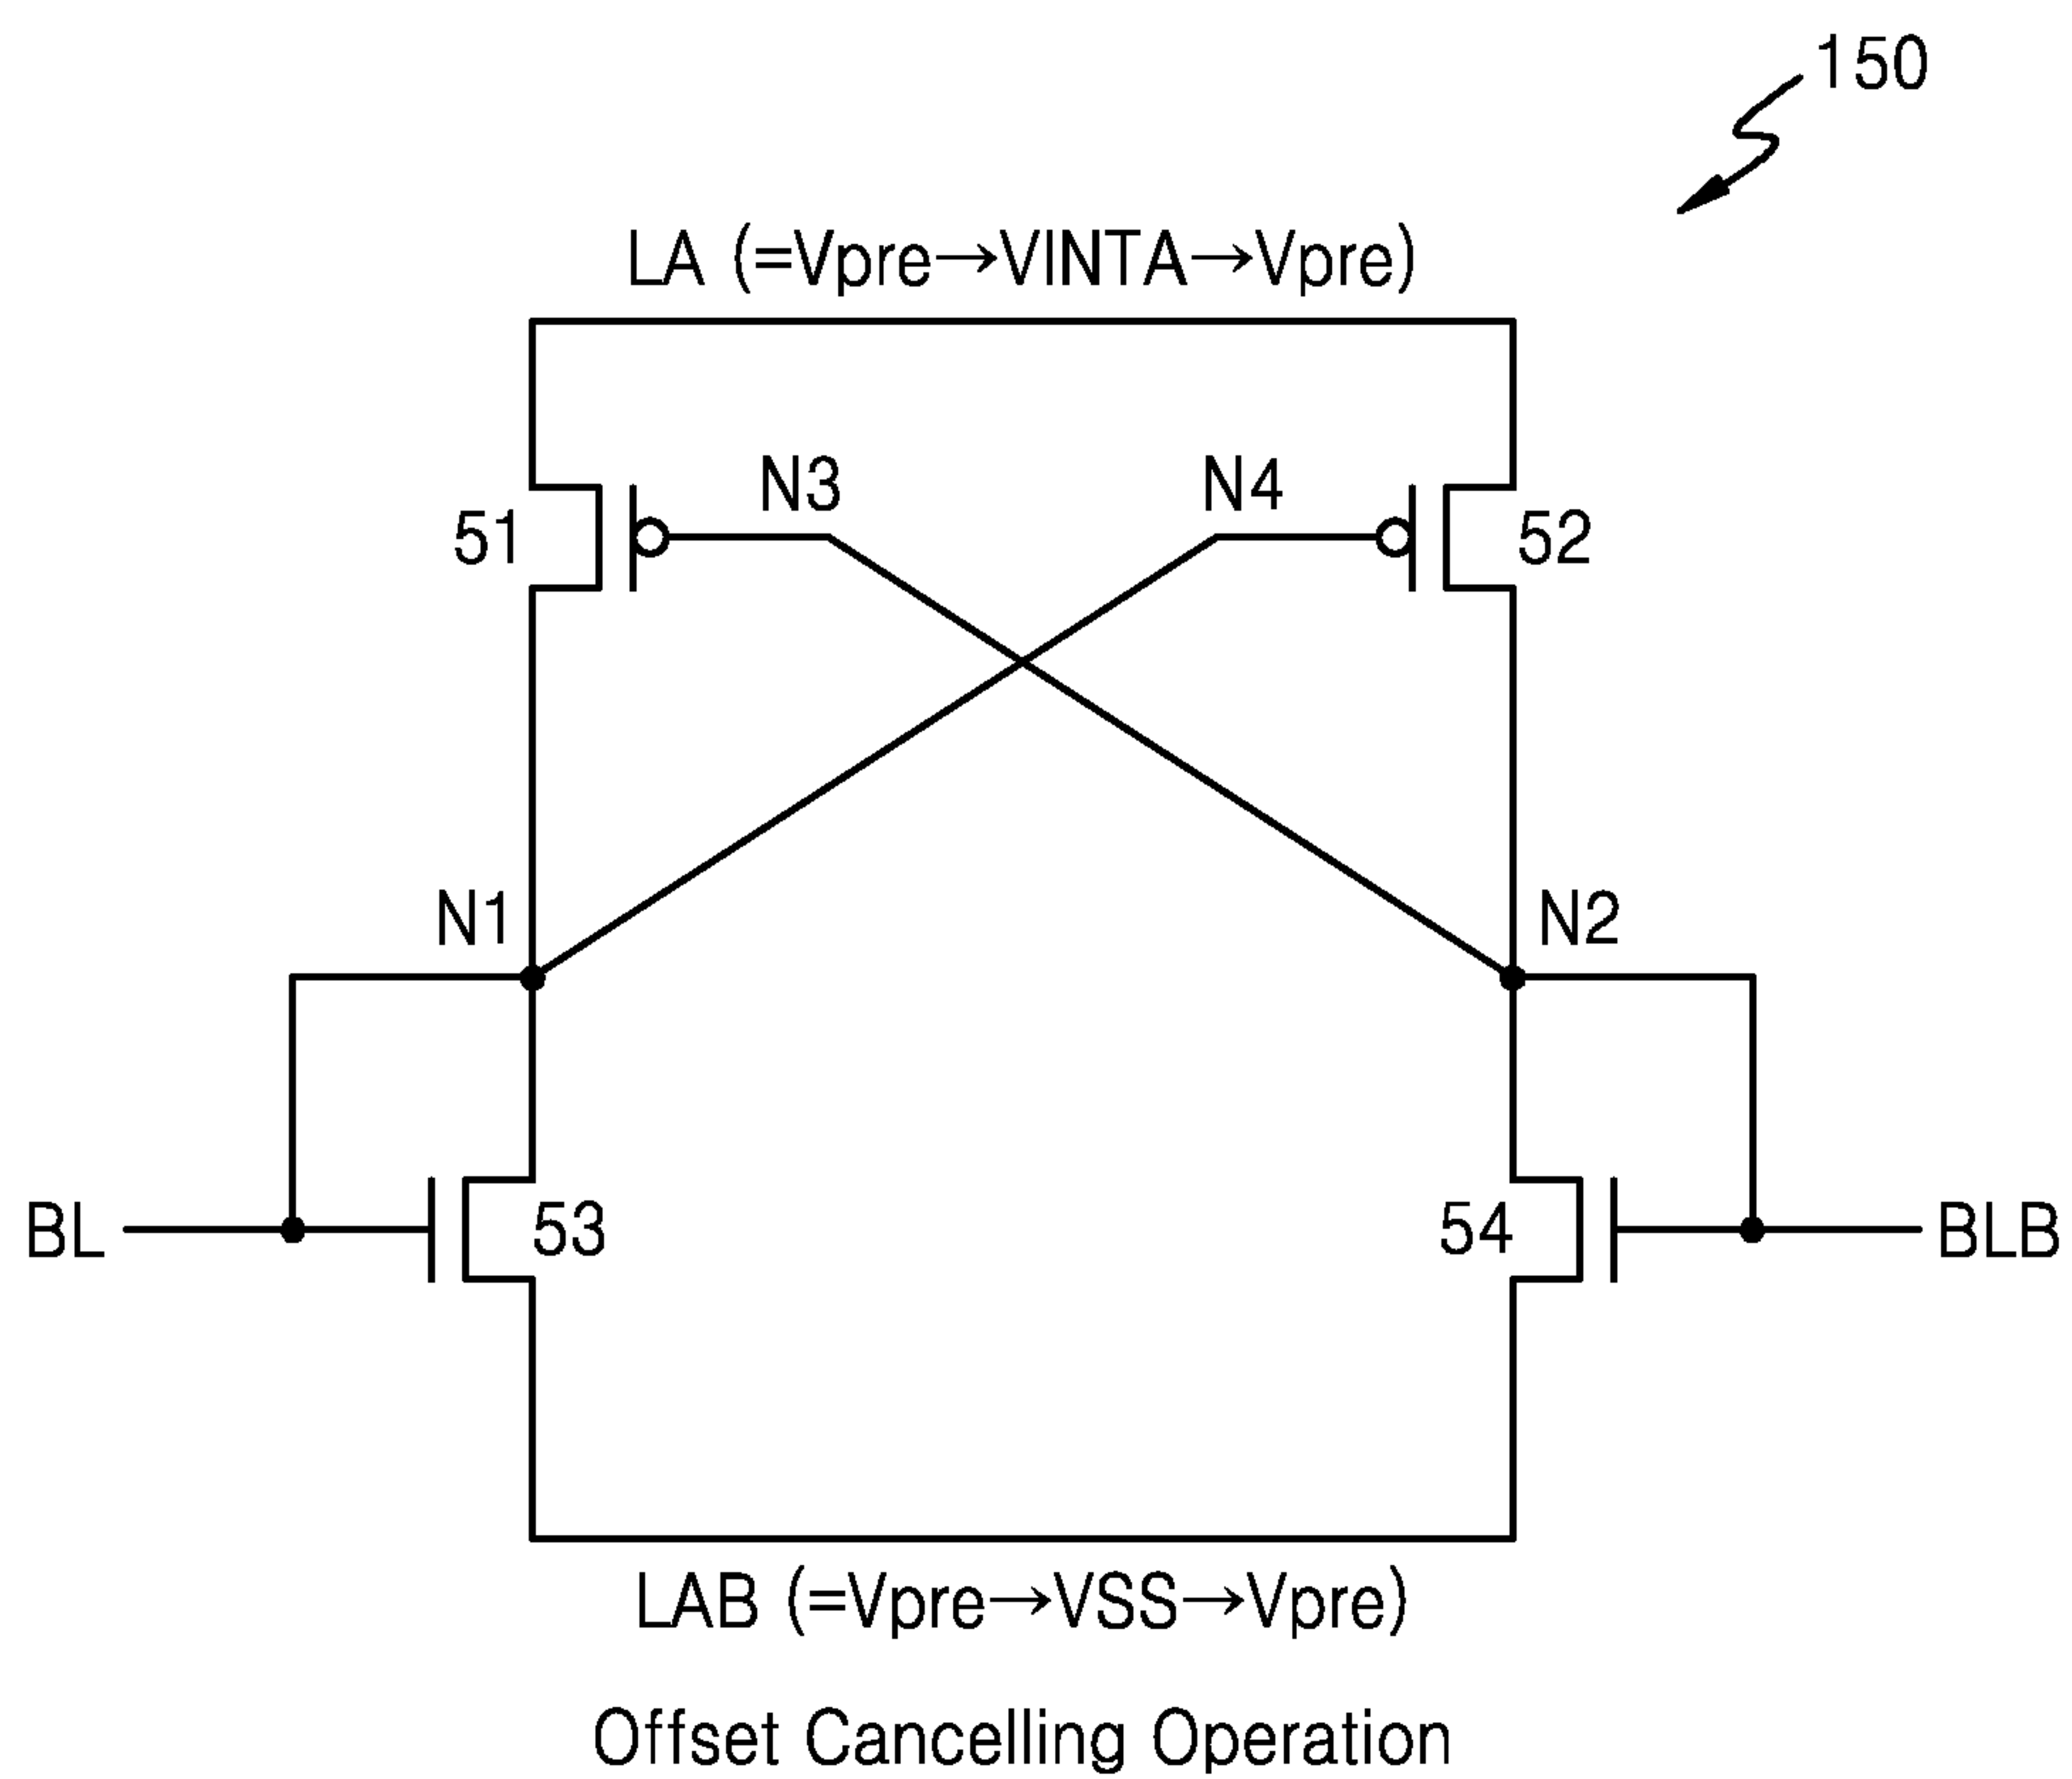 150
LA (=Vpre→VINTA→Vpre)
N3
N4
51
52
N1
N2
BL
53
54
BLB
LAB (=Vpre→VSS→Vpre)
Offset Cancelling Operation